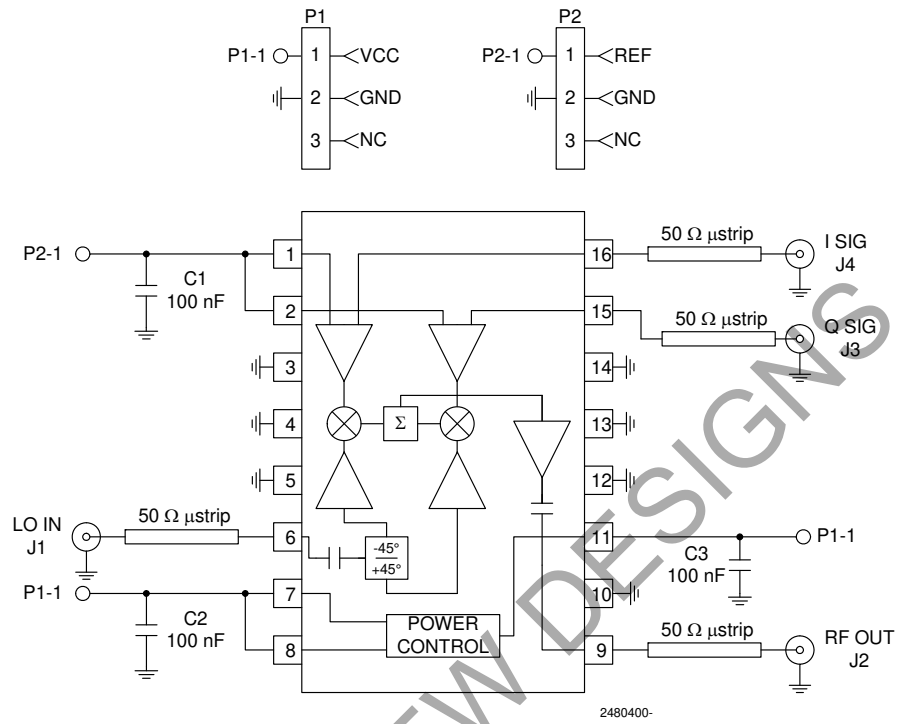 P1
P1-1 1 VCC
2 GND
3 NC
P2
P2-1 1 REF
2 GND
3 NC
P2-1
C1
100 nF
1
2
3
4
5
6
7
8
16
15
14
13
12
11
10
9
50 Ω µstrip
I SIG
J4
50 Ω µstrip
Q SIG
J3
Σ
LO IN
J1
50 Ω µstrip
-45°
+45°
P1-1
C2
100 nF
POWER
CONTROL
P1-1
C3
100 nF
50 Ω µstrip
RF OUT
J2
2480400-
EW DESIGNS